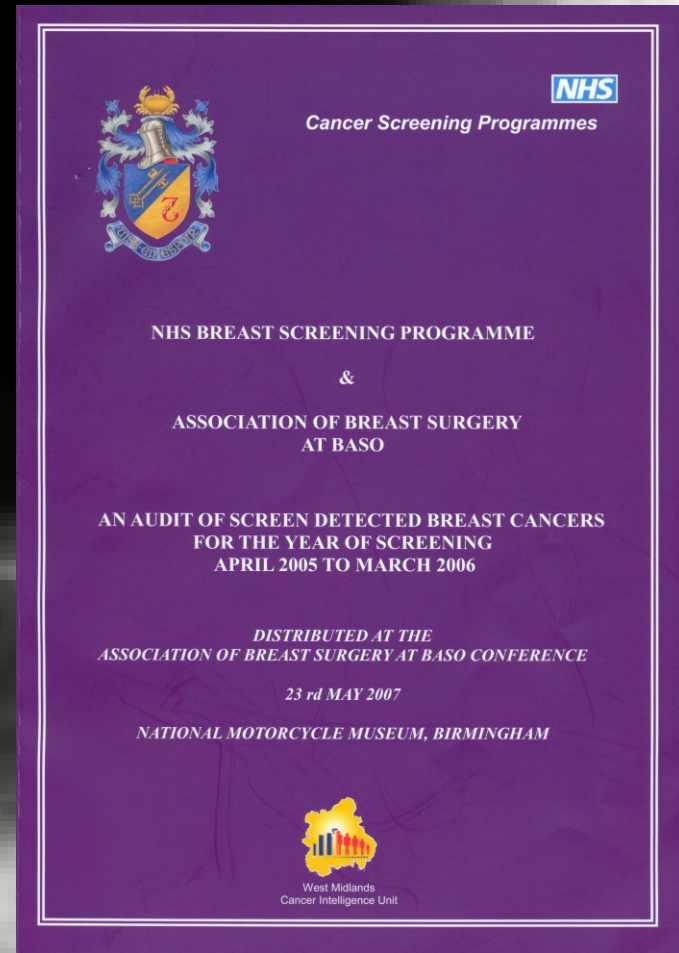 NHS
Cancer Screening Programmes
NHS BREAST SCREENING PROGRAMME
&
ASSOCIATION OF BREAST SURGERY
AT BASO
AN AUDIT OF SCREEN DETECTED BREAST CANCERS
FOR THE YEAR OF SCREENING
APRIL 2005 TO MARCH 2006
DISTRIBUTED AT THE
ASSOCIATION OF BREAST SURGERY AT BASO CONFERENCE
23 rd MAY 2007
NATIONAL MOTORCYCLE MUSEUM, BIRMINGHAM
West Midlands
Cancer Intelligence Unit